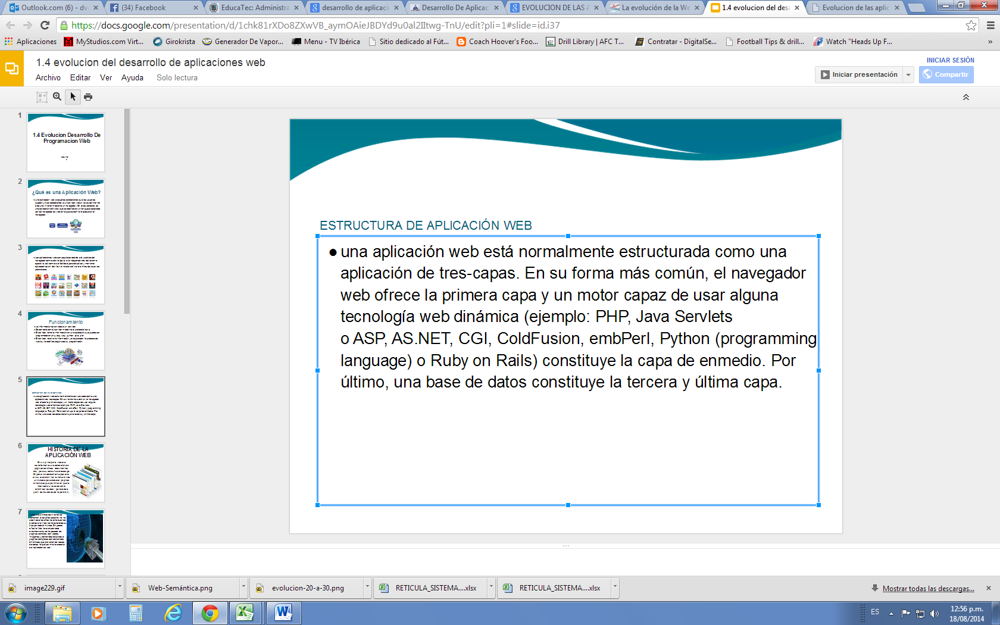 Outlook.com (6) - dv
(34) Facebook
EducaTec: Administra
desarrollo de aplicaci
Desarrollo De Aplicac
EVOLUCION DE LAS A
La evolución de la We
1.4 evolucion del des
Evolucion de las aplic
https://docs.google.com/presentation/d/1chk81rXDo8ZXwVB_aymOAieJBDYd9u0al2IItwg-TnU/edit?pli=1#slide=id.i37
Aplicaciones
MyStudios.com Virt...
Girokrista
Generador De Vapor...
Menu - TV Ibérica
Sitio dedicado al Fút...
Coach Hoover's Foo...
Drill Library | AFC T...
Contratar - DigitalSe...
Football Tips & drill...
Watch "Heads Up F...
»
1.4 evolucion del desarrollo de aplicaciones web
INICIAR SESIÓN
Archivo Editar Ver Ayuda Solo lectura
Iniciar presentación
Compartir
1
1.4 Evolucion Desarrollo De
Programacion Web
2
¿Qué es una Aplicación Web?
3
4
Funcionamiento
5
6
HISTORIA DE LA
APLICACIÓN WEB
7
ESTRUCTURA DE APLICACIÓN WEB
● una aplicación web está normalmente estructurada como una
aplicación de tres-capas. En su forma más común, el navegador
web ofrece la primera capa y un motor capaz de usar alguna
tecnología web dinámica (ejemplo: PHP, Java Servlets
o ASP, AS.NET, CGI, ColdFusion, embPerl, Python (programming
language) o Ruby on Rails) constituye la capa de enmedio. Por
último, una base de datos constituye la tercera y última capa.
image229.gif
Web-Semántica.png
evolucion-20-a-30.png
RETICULA_SISTEMA....xlsx
RETICULA_SISTEMA....xlsx
Mostrar todas las descargas...
ES
12:56 p.m.
18/08/2014